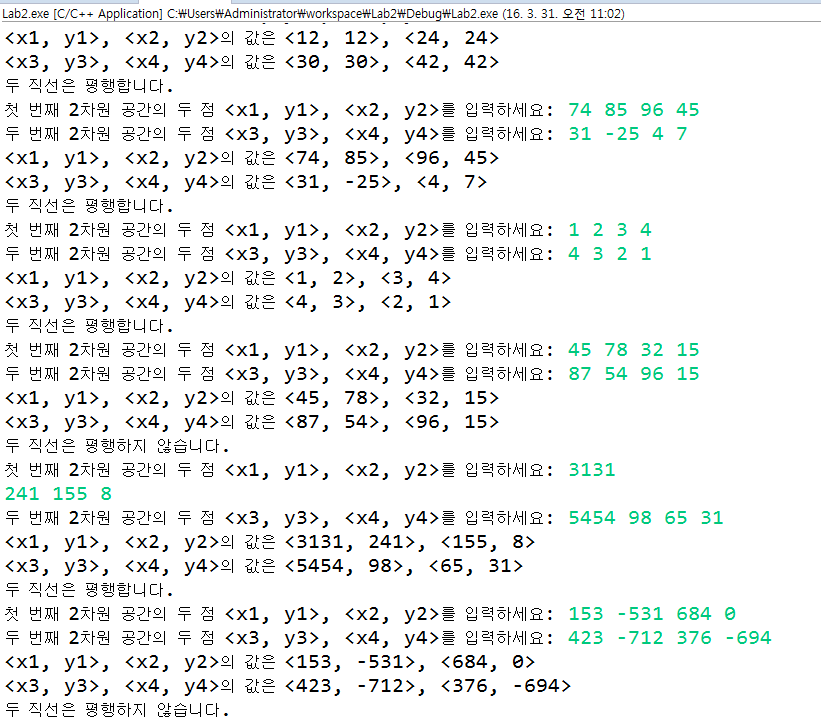 Lab2.exe [C/C++ Application] C:₩Users₩Administrator₩workspace₩Lab2₩Debug₩Lab2.exe (16. 3. 31. 오전 11:02)
<x1, y1>, <x2, y2>의 값은 <12, 12>, <24, 24>
<x3, y3>, <x4, y4>의 값은 <30, 30>, <42, 42>
두 직선은 평행합니다.
첫 번째 2차원 공간의 두 점 <x1, y1>, <x2, y2>를 입력하세요: 74 85 96 45
두 번째 2차원 공간의 두 점 <x3, y3>, <x4, y4>를 입력하세요: 31 -25 4 7
<x1, y1>, <x2, y2>의 값은 <74, 85>, <96, 45>
<x3, y3>, <x4, y4>의 값은 <31, -25>, <4, 7>
두 직선은 평행합니다.
첫 번째 2차원 공간의 두 점 <x1, y1>, <x2, y2>를 입력하세요: 1 2 3 4
두 번째 2차원 공간의 두 점 <x3, y3>, <x4, y4>를 입력하세요: 4 3 2 1
<x1, y1>, <x2, y2>의 값은 <1, 2>, <3, 4>
<x3, y3>, <x4, y4>의 값은 <4, 3>, <2, 1>
두 직선은 평행합니다.
첫 번째 2차원 공간의 두 점 <x1, y1>, <x2, y2>를 입력하세요: 45 78 32 15
두 번째 2차원 공간의 두 점 <x3, y3>, <x4, y4>를 입력하세요: 87 54 96 15
<x1, y1>, <x2, y2>의 값은 <45, 78>, <32, 15>
<x3, y3>, <x4, y4>의 값은 <87, 54>, <96, 15>
두 직선은 평행하지 않습니다.
첫 번째 2차원 공간의 두 점 <x1, y1>, <x2, y2>를 입력하세요: 3131
241 155 8
두 번째 2차원 공간의 두 점 <x3, y3>, <x4, y4>를 입력하세요: 5454 98 65 31
<x1, y1>, <x2, y2>의 값은 <3131, 241>, <155, 8>
<x3, y3>, <x4, y4>의 값은 <5454, 98>, <65, 31>
두 직선은 평행합니다.
첫 번째 2차원 공간의 두 점 <x1, y1>, <x2, y2>를 입력하세요: 153 -531 684 0
두 번째 2차원 공간의 두 점 <x3, y3>, <x4, y4>를 입력하세요: 423 -712 376 -694
<x1, y1>, <x2, y2>의 값은 <153, -531>, <684, 0>
<x3, y3>, <x4, y4>의 값은 <423, -712>, <376, -694>
두 직선은 평행하지 않습니다.